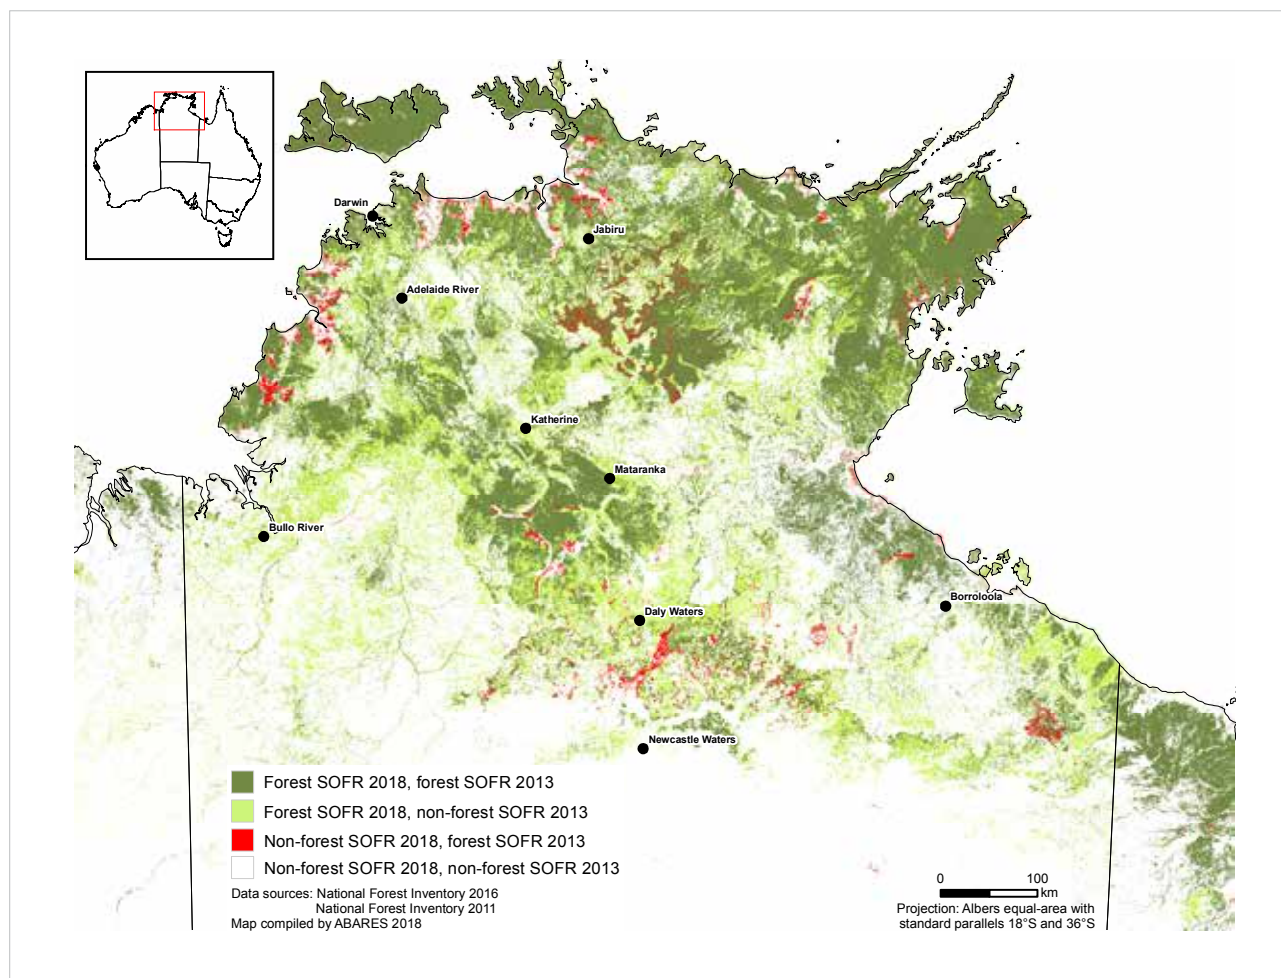 Darwin
Jabiru
Adelaide River
Katherine
Mataranka
Bullo River
Borroloola
Daly Waters
Newcastle Waters
Forest SOFR 2018, forest SOFR 2013
Forest SOFR 2018, non-forest SOFR 2013
Non-forest SOFR 2018, forest SOFR 2013
Non-forest SOFR 2018, non-forest SOFR 2013
Data sources: National Forest Inventory 2016
National Forest Inventory 2011
Map compiled by ABARES 2018
0 100
km
Projection: Albers equal-area with
standard parallels 18°S and 36°S